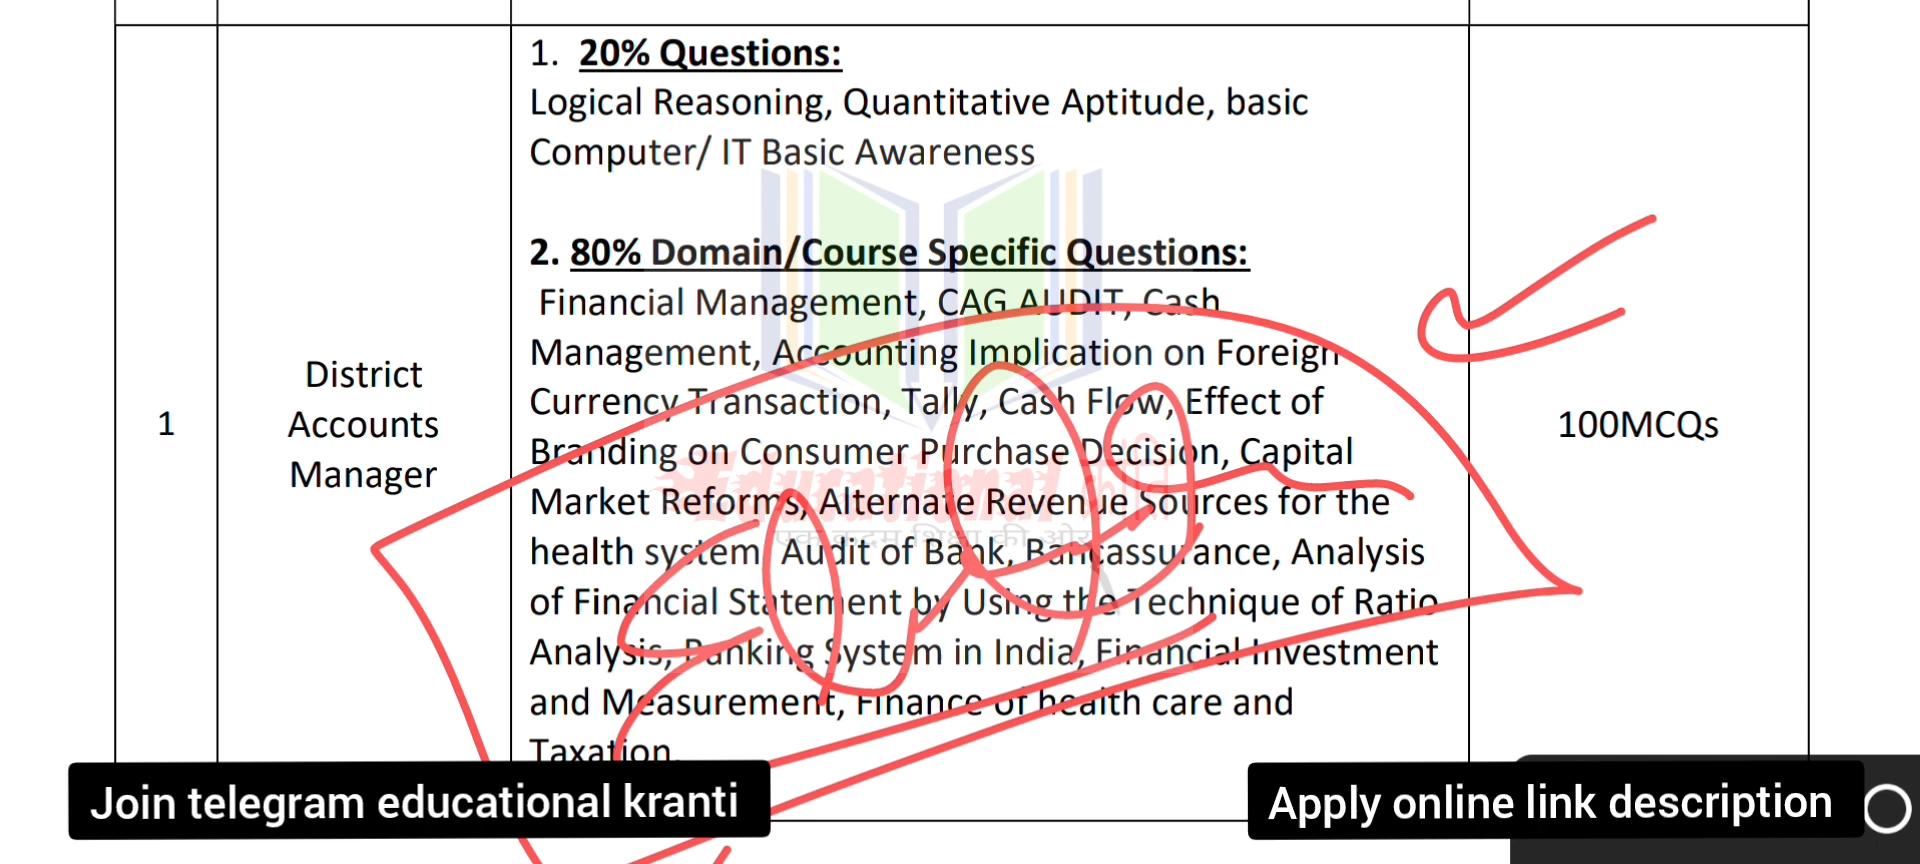 1. 20% Questions:
Logical Reasoning, Quantitative Aptitude, basic
Computer/ IT Basic Awareness
2. 80% Domain/Course Specific Questions:
Financial Management, CAG AUDIT, Cash
Management, Accounting Implication on Foreign
Currency Transaction, Tally, Cash Flow, Effect of
Branding on Consumer Purchase Decision, Capital
Market Reforms, Alternate Revenue Sources for the
health system Audit of Bank, Bancassurance, Analysis
of Financial Statement by Using the Technique of Ratio
Analysis, Banking System in India, Financial Investment
and Measurement, Finance of health care and
Taxation.
1
District
Accounts
Manager
100MCQs
Educational क्रांति
एक कदम शिक्षा की ओर
Join telegram educational kranti
Apply online link description